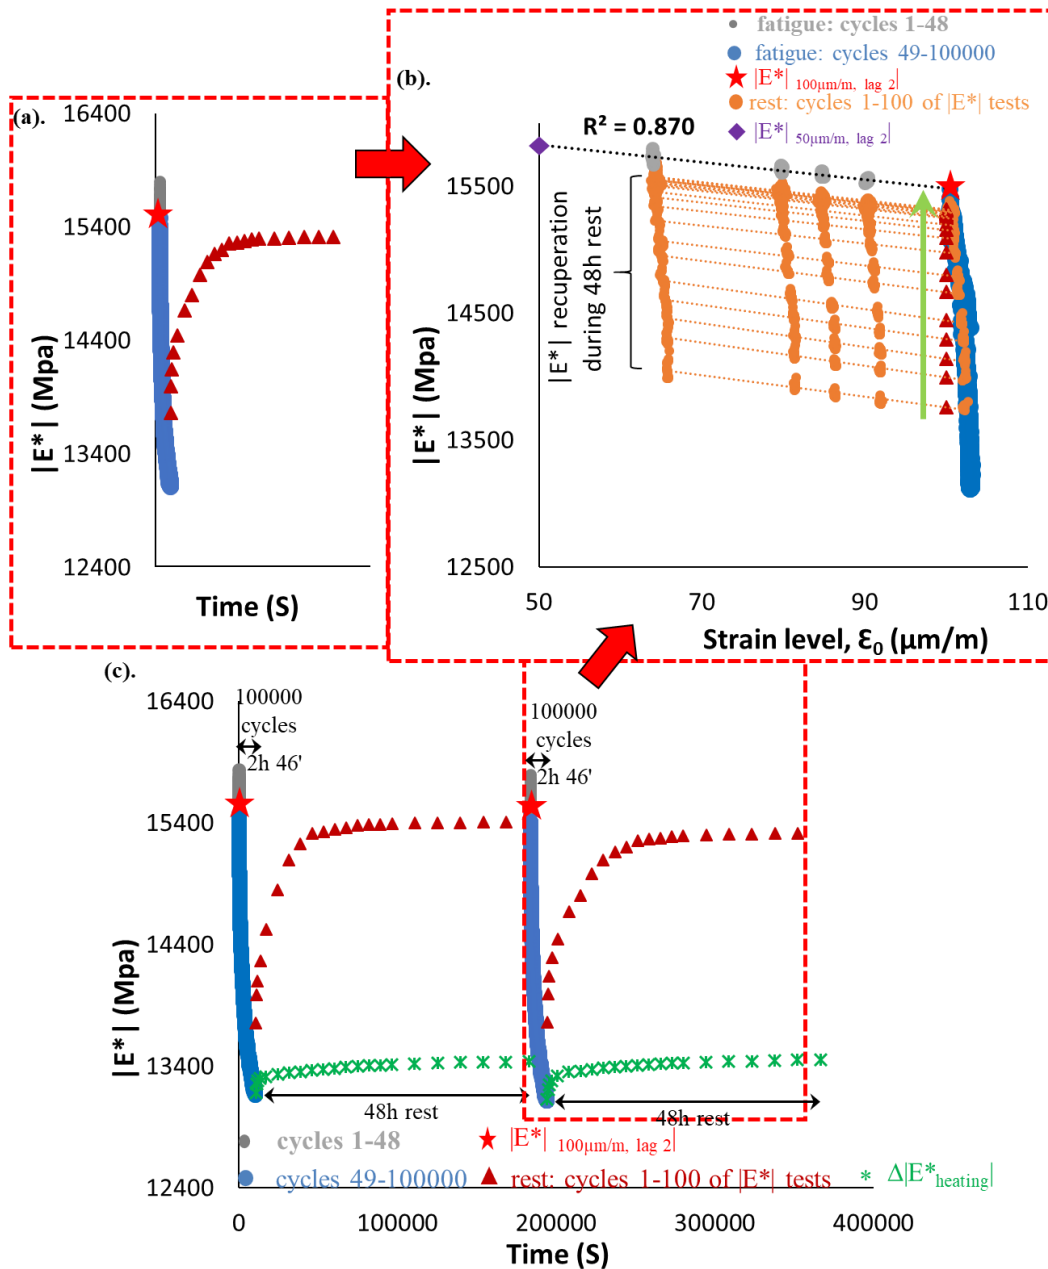 (a).
16400
15400
14400
13400
12400
|E*| (Mpa)
Time (S)
(b).
fatigue: cycles 1-48
fatigue: cycles 49-100000
|E*| 100μm/m, lag 2|
rest: cycles 1-100 of |E*| tests
|E*| 50μm/m, lag 2|
R² = 0.870
15500
14500
13500
12500
|E*| (Mpa)
|E*| recuperation
during 48h rest
50
70
90
110
Strain level, ε0 (μm/m)
(c).
16400
15400
14400
13400
12400
|E*| (Mpa)
100000
cycles
2h 46'
100000
cycles
2h 46'
48h rest
48h rest
cycles 1-48
|E*| 100μm/m, lag 2|
cycles 49-100000
rest: cycles 1-100 of |E*| tests
Δ|E*heating|
0
100000
200000
300000
400000
Time (S)